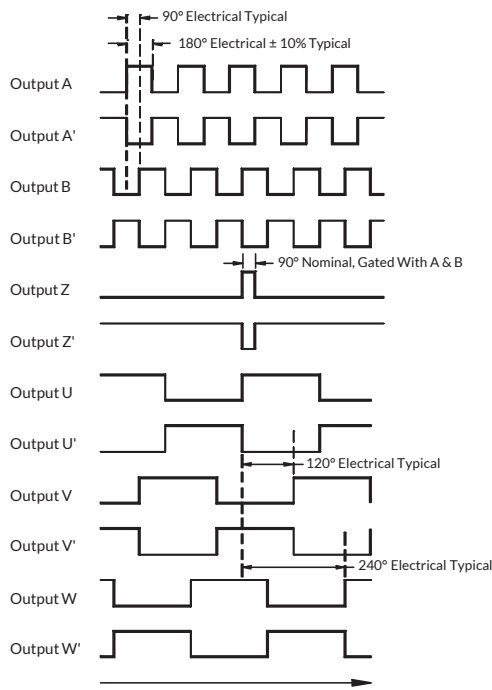 90° Electrical Typical
180° Electrical ± 10% Typical
Output A
Output A'
Output B
Output B'
90° Nominal, Gated With A & B
Output Z
Output Z'
Output U
Output U'
120° Electrical Typical
Output V
Output V'
240° Electrical Typical
Output W
Output W'